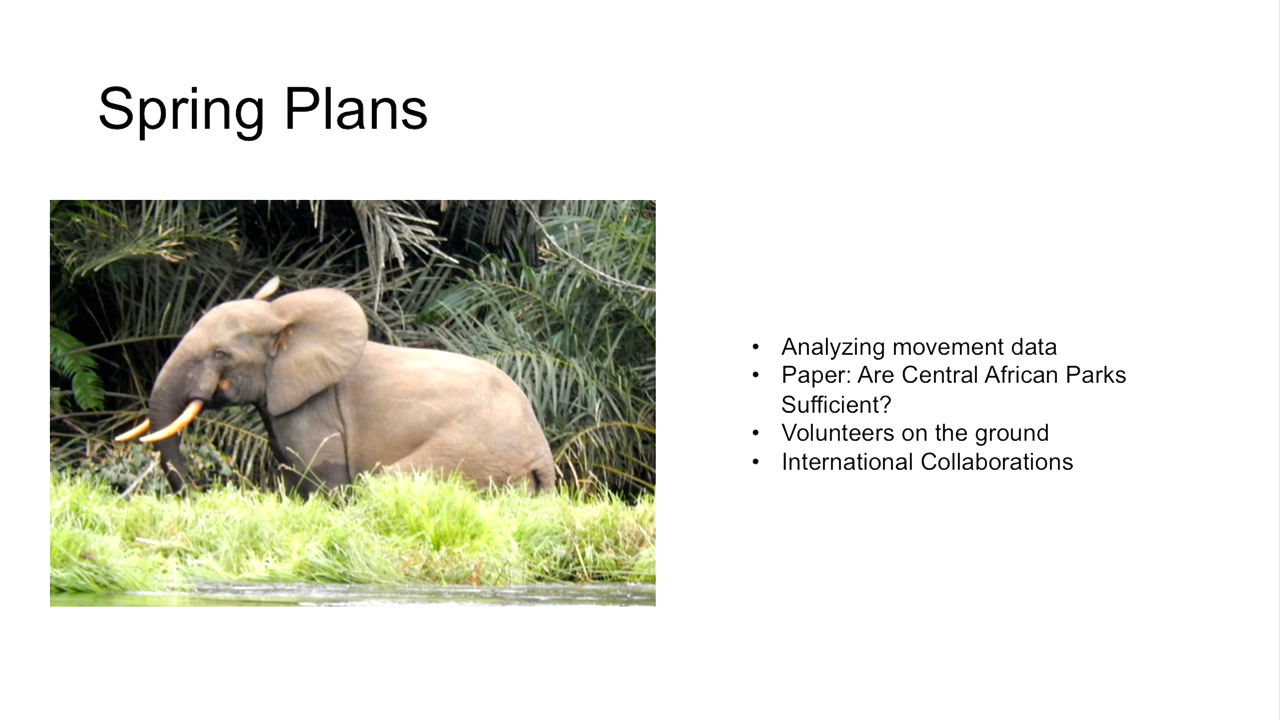 Spring Plans
• Analyzing movement data
• Paper: Are Central African Parks
Sufficient?
• Volunteers on the ground
• International Collaborations